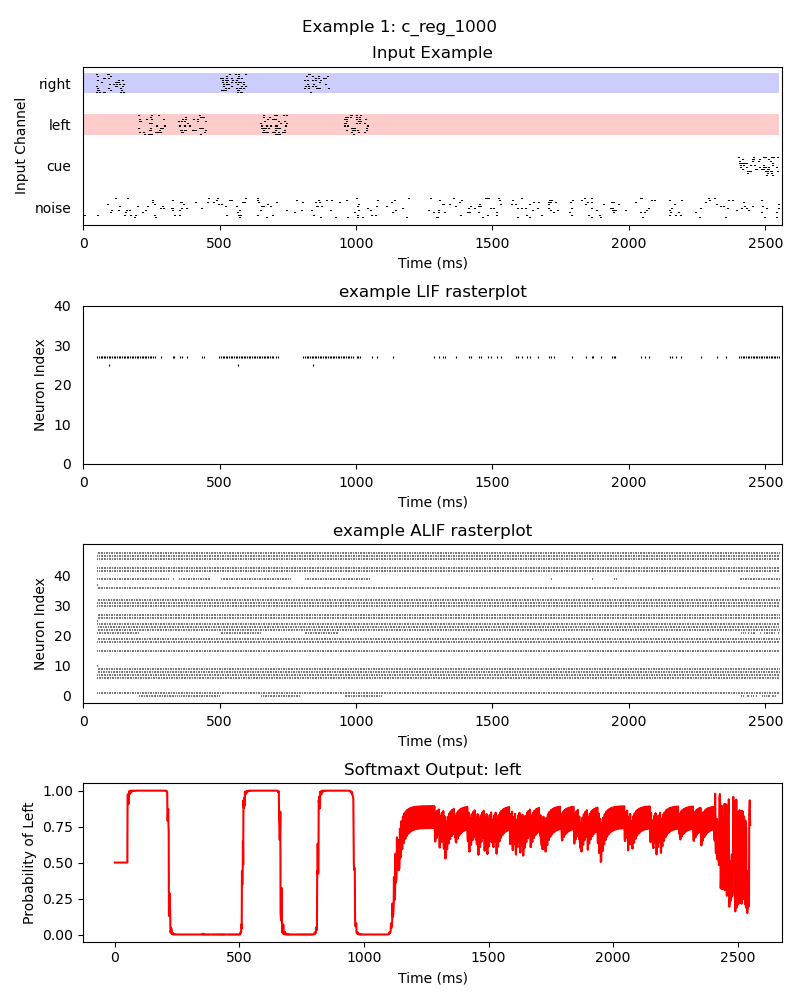 Example 1: c_reg_1000
Input Example
Input Channel
right
left
cue
noise
0 500 1000 1500 2000 2500
Time (ms)
example LIF rasterplot
Neuron Index
40
30
20
10
0
0 500 1000 1500 2000 2500
Time (ms)
example ALIF rasterplot
Neuron Index
40
30
20
10
0
0 500 1000 1500 2000 2500
Time (ms)
Softmaxt Output: left
Probability of Left
1.00
0.75
0.50
0.25
0.00
0 500 1000 1500 2000 2500
Time (ms)